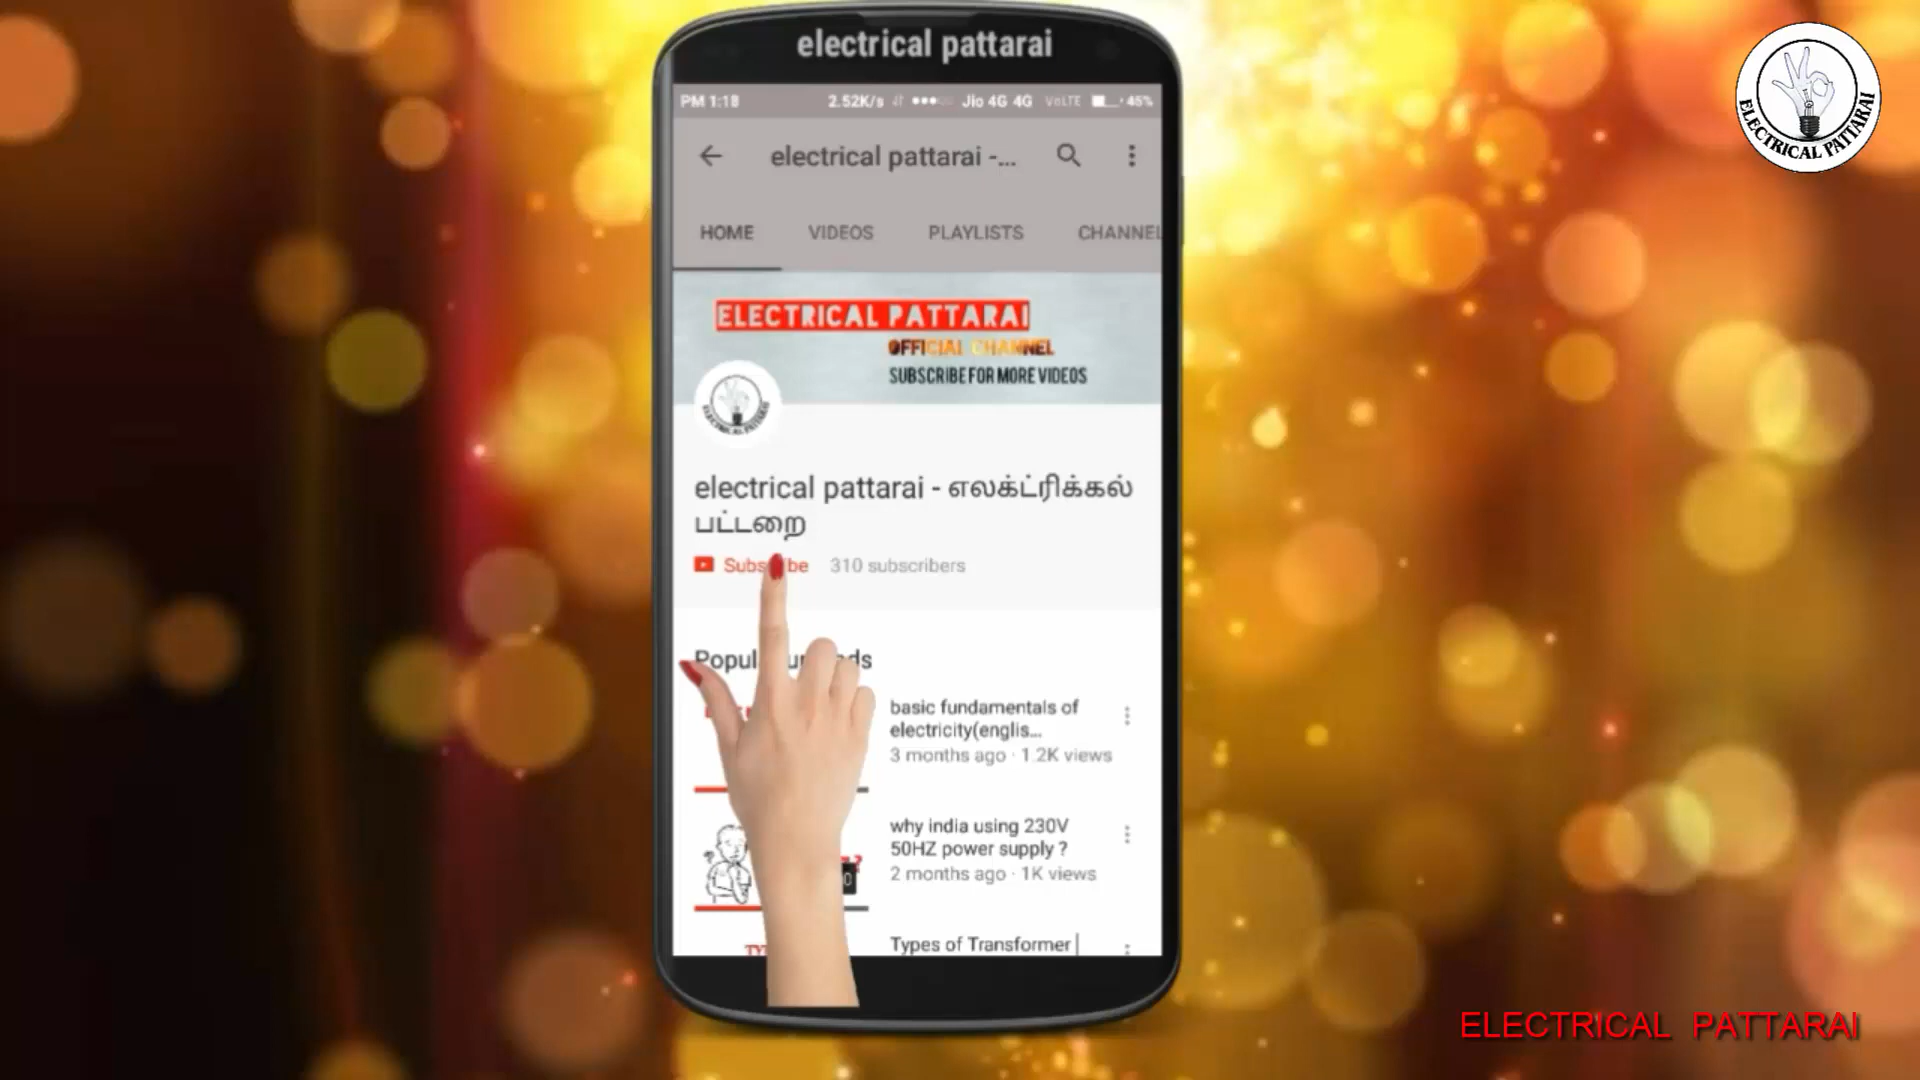 electrical pattarai
PM 1:18 2.52K/s Jio 4G 4G VoLTE 45%
electrical pattarai -...
HOME VIDEOS PLAYLISTS CHANNEL
ELECTRICAL PATTARAI
OFFICIAL CHANNEL
SUBSCRIBE FOR MORE VIDEOS
electrical pattarai - எலக்ட்ரிக்கல்
பட்டறை
310 subscribers
basic fundamentals of
electricity(englis...
3 months ago · 1.2K views
why india using 230V
50HZ power supply ?
2 months ago · 1K views
Types of Transformer |
ELECTRICAL PATTARAI
ELECTRICAL PATTARAI